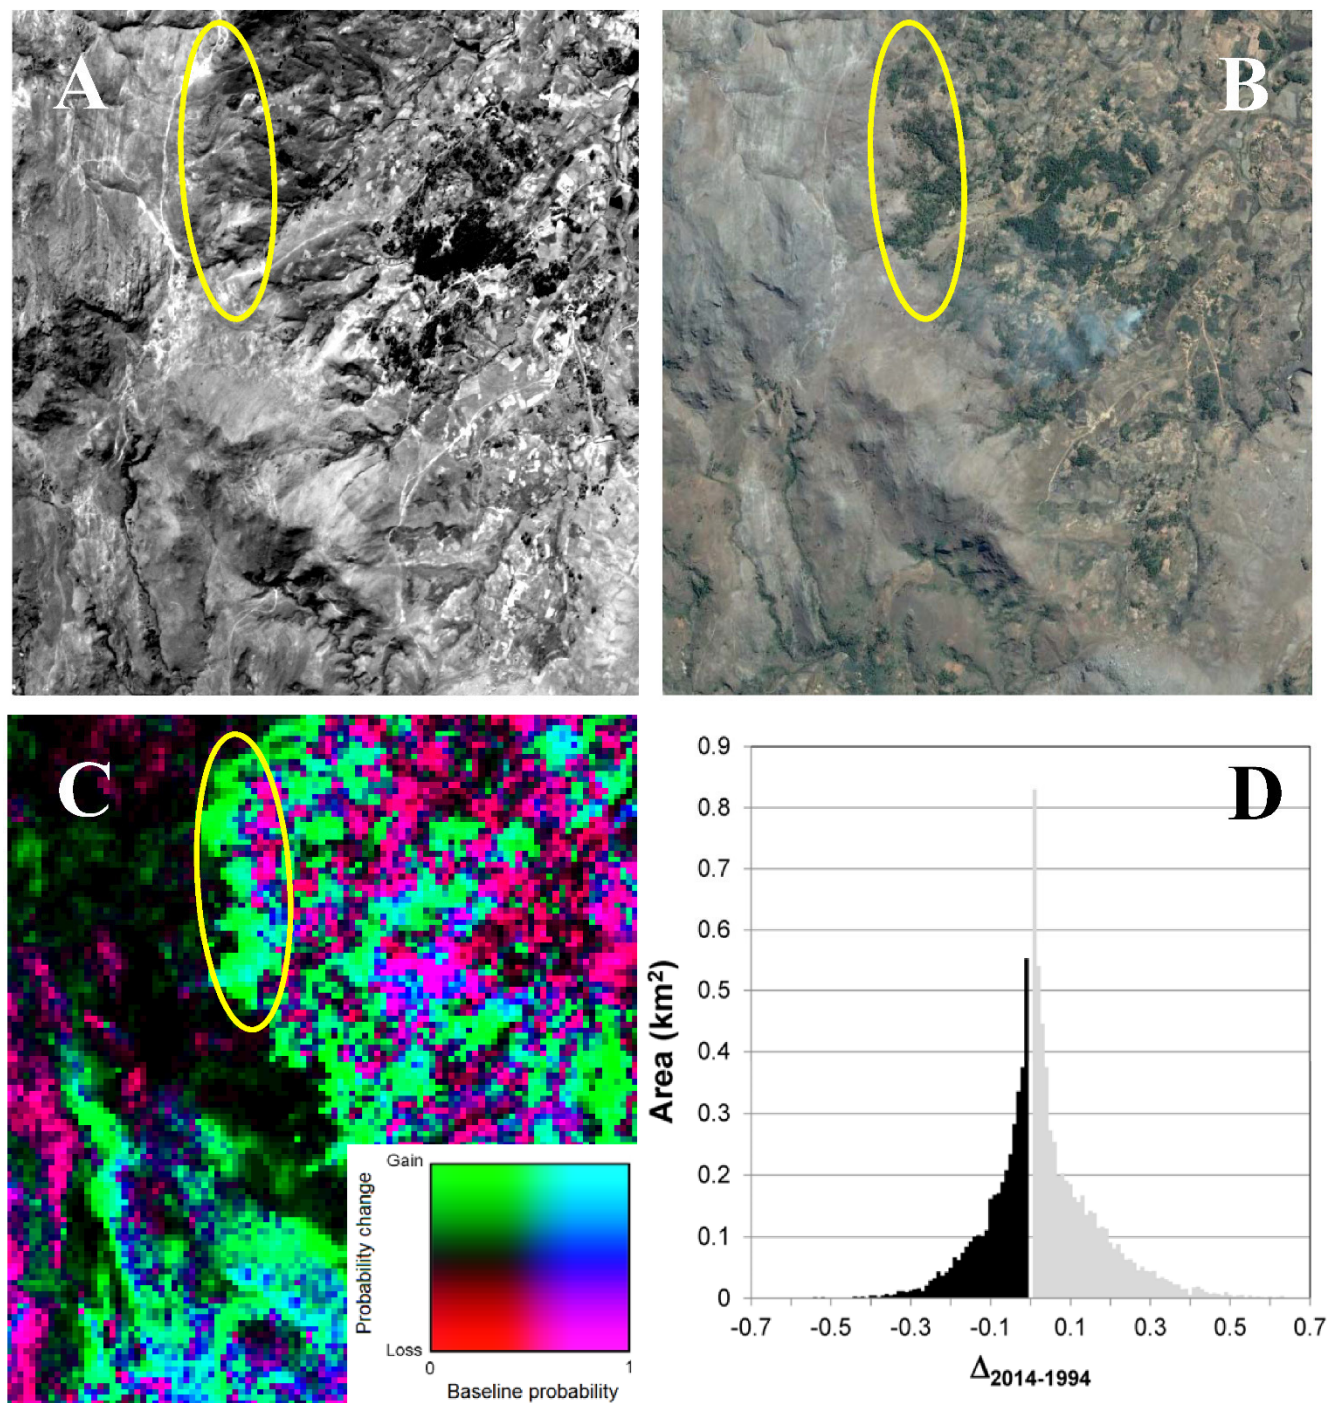 A
B
C
Gain
Probability change
Loss
0
1
Baseline probability
D
0.9
0.8
0.7
0.6
0.5
0.4
0.3
0.2
0.1
0
Area (km²)
-0.7 -0.5 -0.3 -0.1 0.1 0.3 0.5 0.7
Δ2014-1994